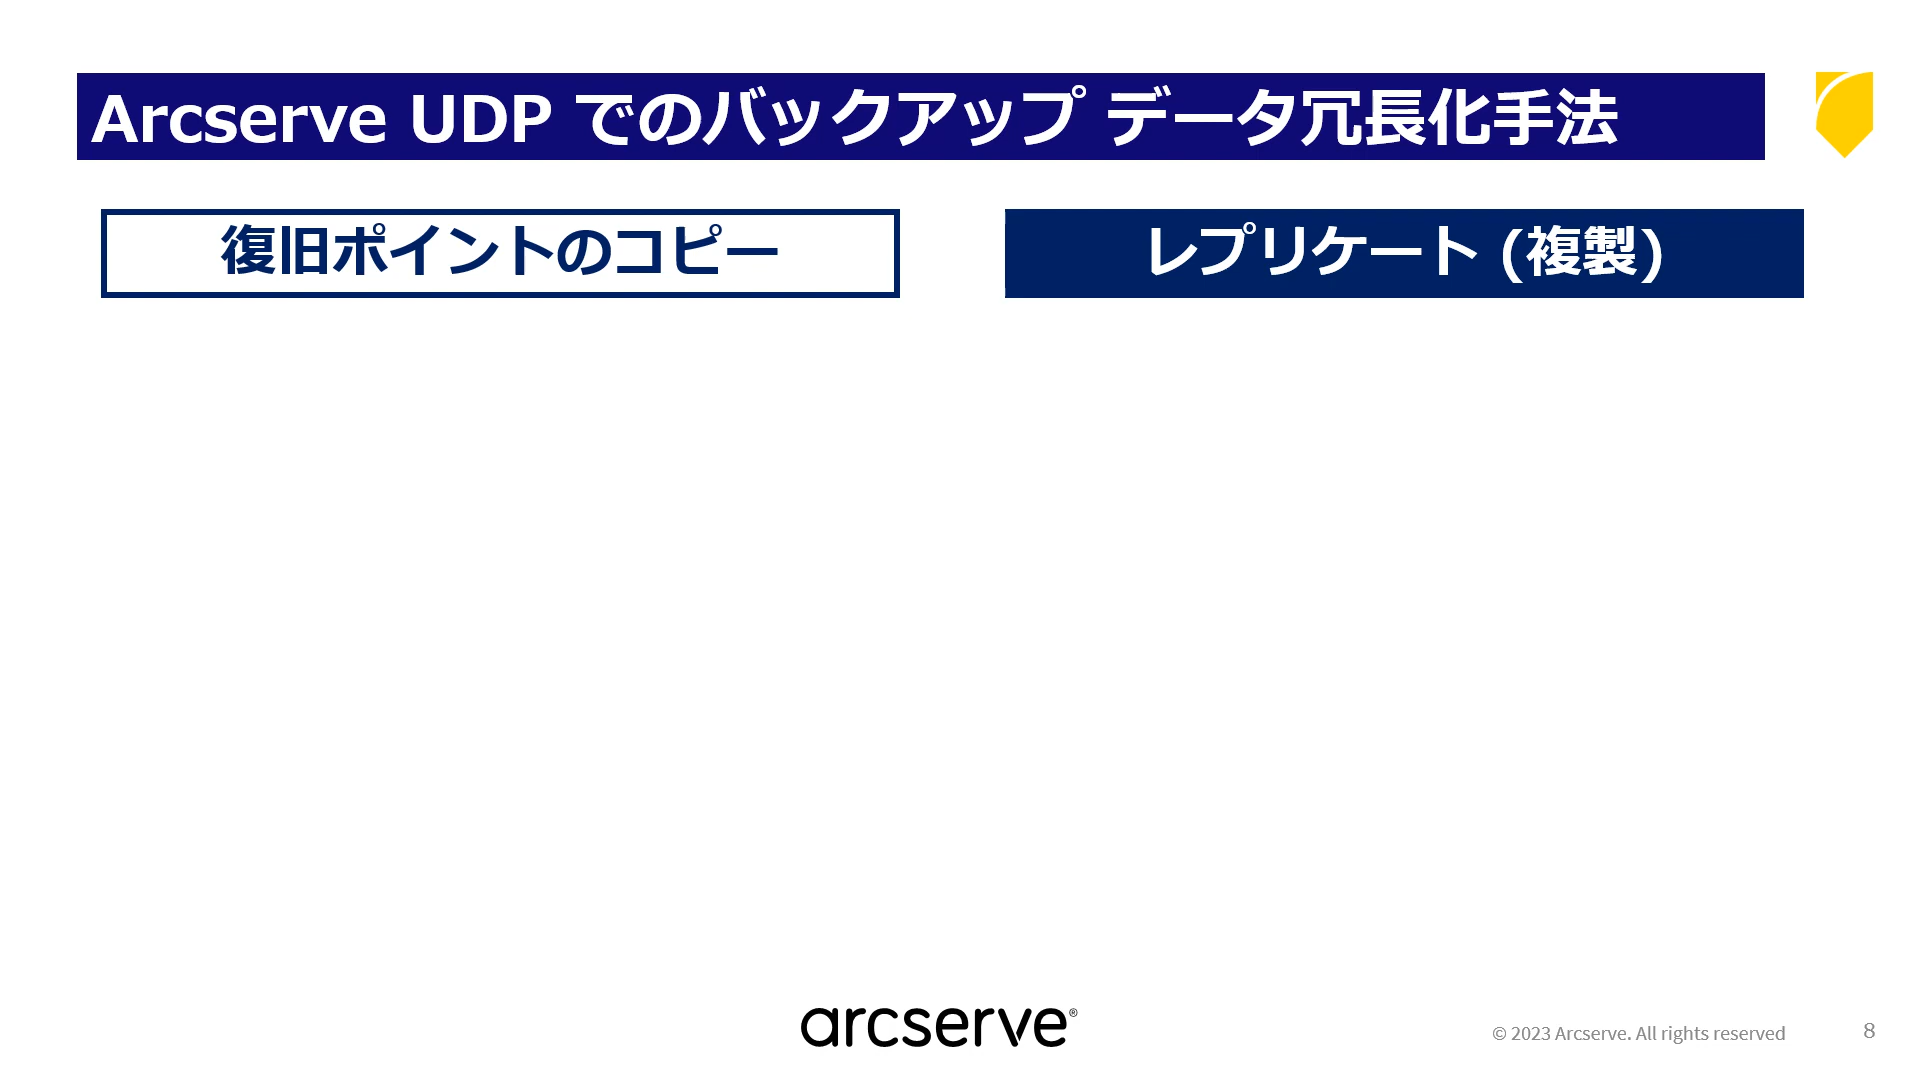 Arcserve UDP でのバックアップ データ冗長化手法
復旧ポイントのコピー
レプリケート (複製)
arcserve®
© 2023 Arcserve. All rights reserved
8